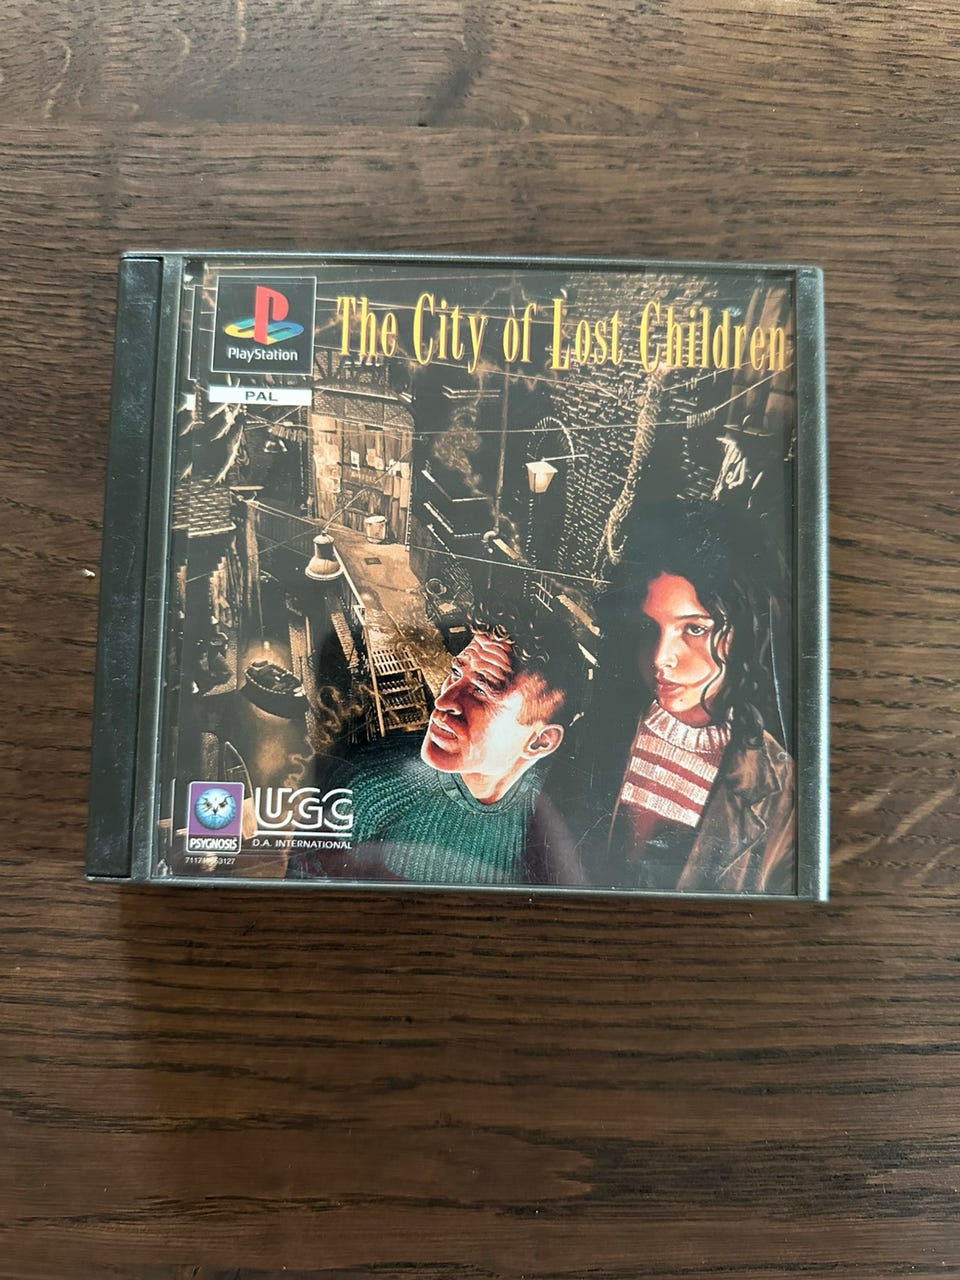 The City of Lost Children
PlayStation
PAL
UGC
PSYGNOSIS
D.A. INTERNATIONAL